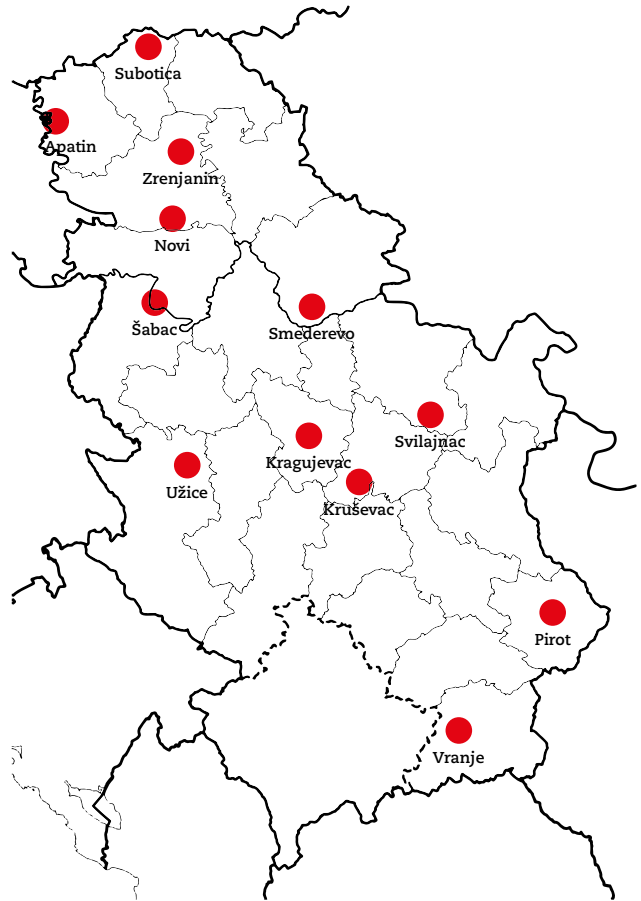 Subotica
Apatin
Zrenjanin
Novi
Šabac
Smederevo
Svilajnac
Kragujevac
Užice
Kruševac
Pirot
Vranje